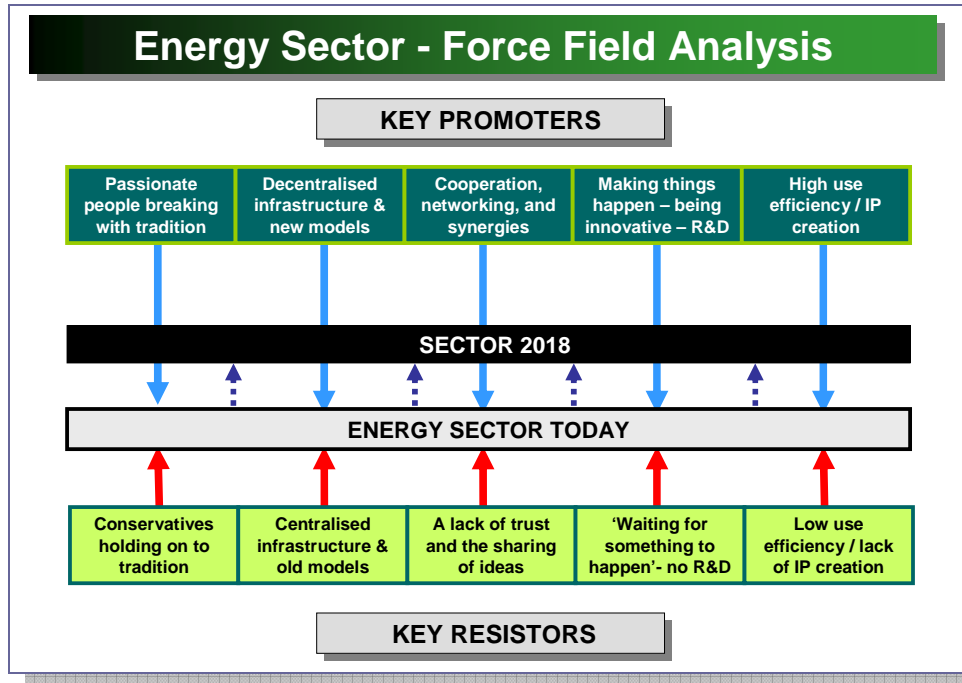 Energy Sector - Force Field Analysis
KEY PROMOTERS
Passionate
people breaking
with tradition
Decentralised
infrastructure &
new models
Cooperation,
networking, and
synergies
Making things
happen – being
innovative – R&D
High use
efficiency / IP
creation
SECTOR 2018
ENERGY SECTOR TODAY
Conservatives
holding on to
tradition
Centralised
infrastructure &
old models
A lack of trust
and the sharing
of ideas
‘Waiting for
something to
happen’- no R&D
Low use
efficiency / lack
of IP creation
KEY RESISTORS